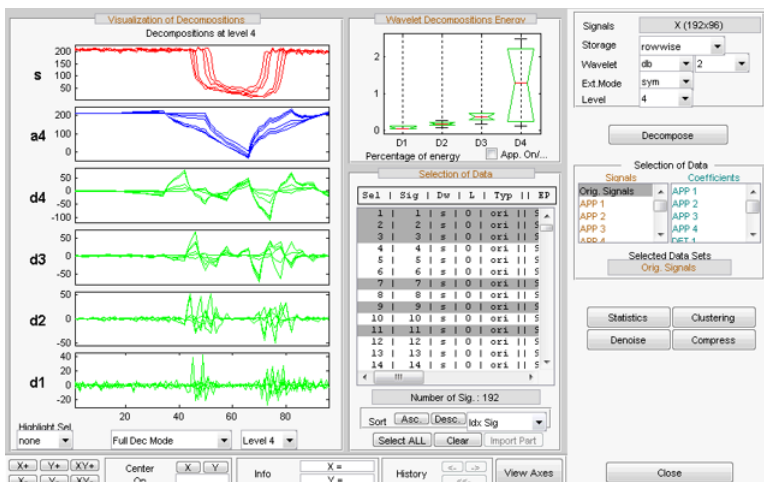 Visualization of Decompositions
Decompositions at level 4
s
200
150
100
50
a4
200
100
0
d4
50
0
-50
-100
d3
50
0
-50
d2
50
0
-50
d1
40
20
0
-20
20 40 60 80
Highlight Sel
none
Full Dec Mode
Level 4
Wavelet Decompositions Energy
2
1
0
D1 D2 D3 D4
Percentage of energy
App. On/...
Selection of Data
Sel | Sig | Dw | L | Typ || EP
1 | 1 | s | 0 | ori || S
2 | 2 | s | 0 | ori || S
3 | 3 | s | 0 | ori || S
4 | 4 | s | 0 | ori || S
5 | 5 | s | 0 | ori || S
6 | 6 | s | 0 | ori || S
7 | 7 | s | 0 | ori || S
8 | 8 | s | 0 | ori || S
9 | 9 | s | 0 | ori || S
10 | 10 | s | 0 | ori || S
11 | 11 | s | 0 | ori || S
12 | 12 | s | 0 | ori || S
13 | 13 | s | 0 | ori || S
14 | 14 | s | 0 | ori || S
Number of Sig. : 192
Sort Asc. Desc. Idx Sig
Select ALL Clear Import Part
Signals X (192x96)
Storage rowwise
Wavelet db 2
Ext.Mode sym
Level 4
Decompose
Selection of Data
Signals Coefficients
Orig. Signals APP 1
APP 1 APP 2
APP 2 APP 3
APP 3 APP 4
APP 4 DET 1
Selected Data Sets
Orig. Signals
Statistics Clustering
Denoise Compress
X+ Y+ XY+
X- Y- XY-
Center
On
X Y
Info
X =
Y =
History
<- ->
<<-
View Axes
Close